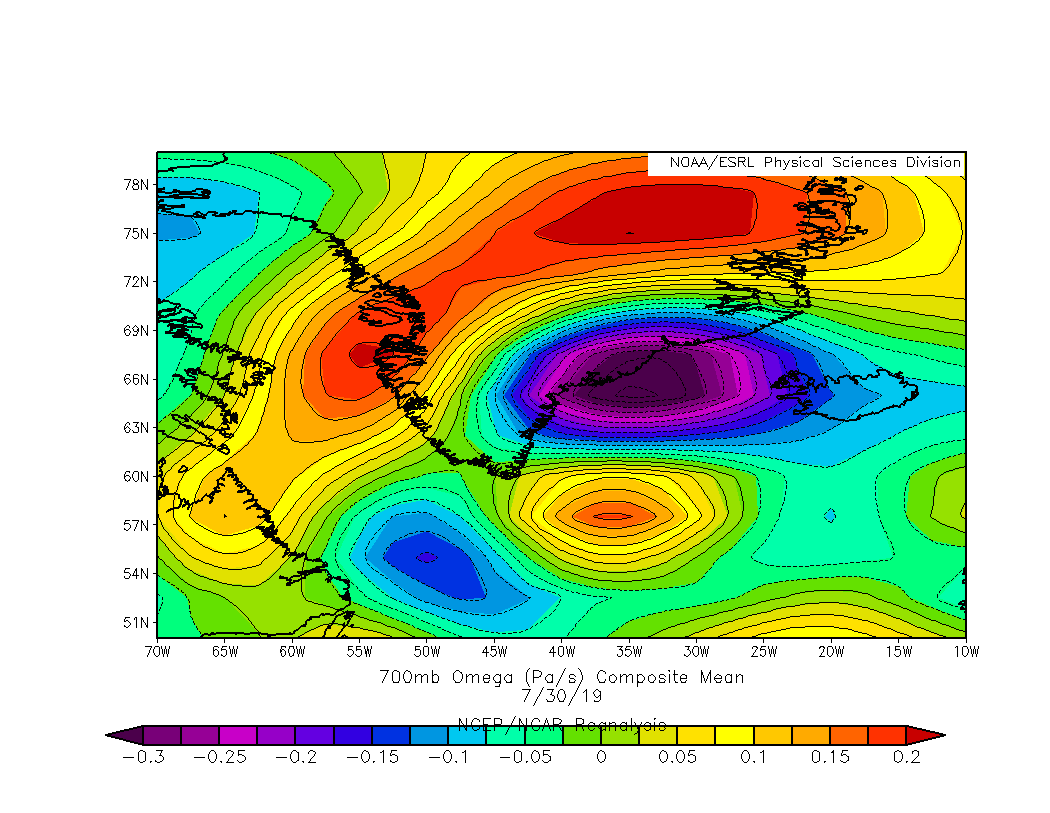 NOAA/ESRL Physical Sciences Division
78N
75N
72N
69N
66N
63N
60N
57N
54N
51N
70W 65W 60W 55W 50W 45W 40W 35W 30W 25W 20W 15W 10W
700mb Omega (Pa/s) Composite Mean
7/30/19
NCEP/NCAR Reanalysis
−0.3 −0.25 −0.2 −0.15 −0.1 −0.05 0 0.05 0.1 0.15 0.2